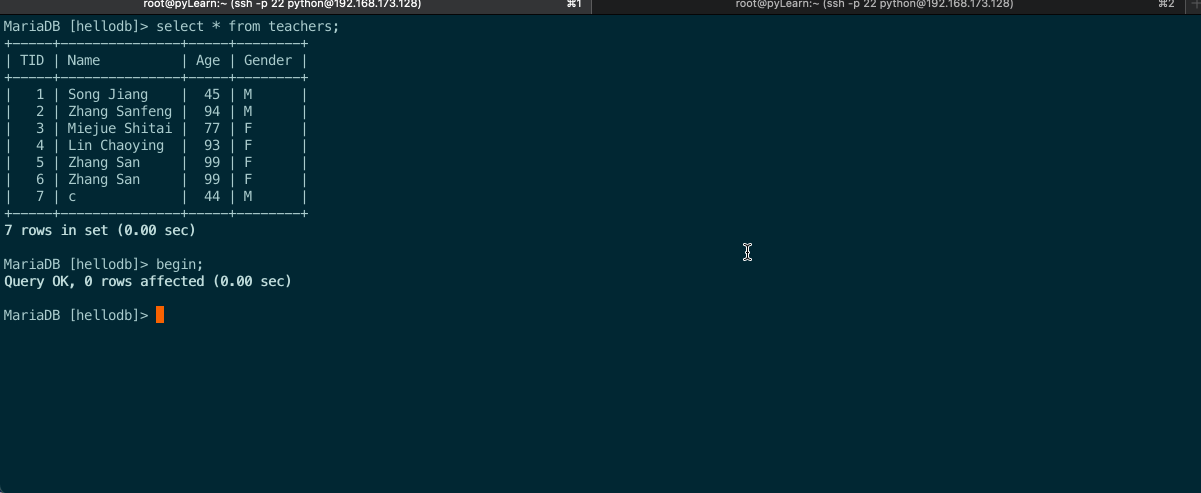 root@pyLearn:~ (ssh -p 22 python@192.168.173.128) ⌘1 root@pyLearn:~ (ssh -p 22 python@192.168.173.128) ⌘2 +
MariaDB [hellodb]> select * from teachers;
+-----+---------------+-----+--------+
| TID | Name          | Age | Gender |
+-----+---------------+-----+--------+
|   1 | Song Jiang    |  45 | M      |
|   2 | Zhang Sanfeng |  94 | M      |
|   3 | Miejue Shitai |  77 | F      |
|   4 | Lin Chaoying  |  93 | F      |
|   5 | Zhang San     |  99 | F      |
|   6 | Zhang San     |  99 | F      |
|   7 | c             |  44 | M      |
+-----+---------------+-----+--------+
7 rows in set (0.00 sec)
MariaDB [hellodb]> begin;
Query OK, 0 rows affected (0.00 sec)
MariaDB [hellodb]>